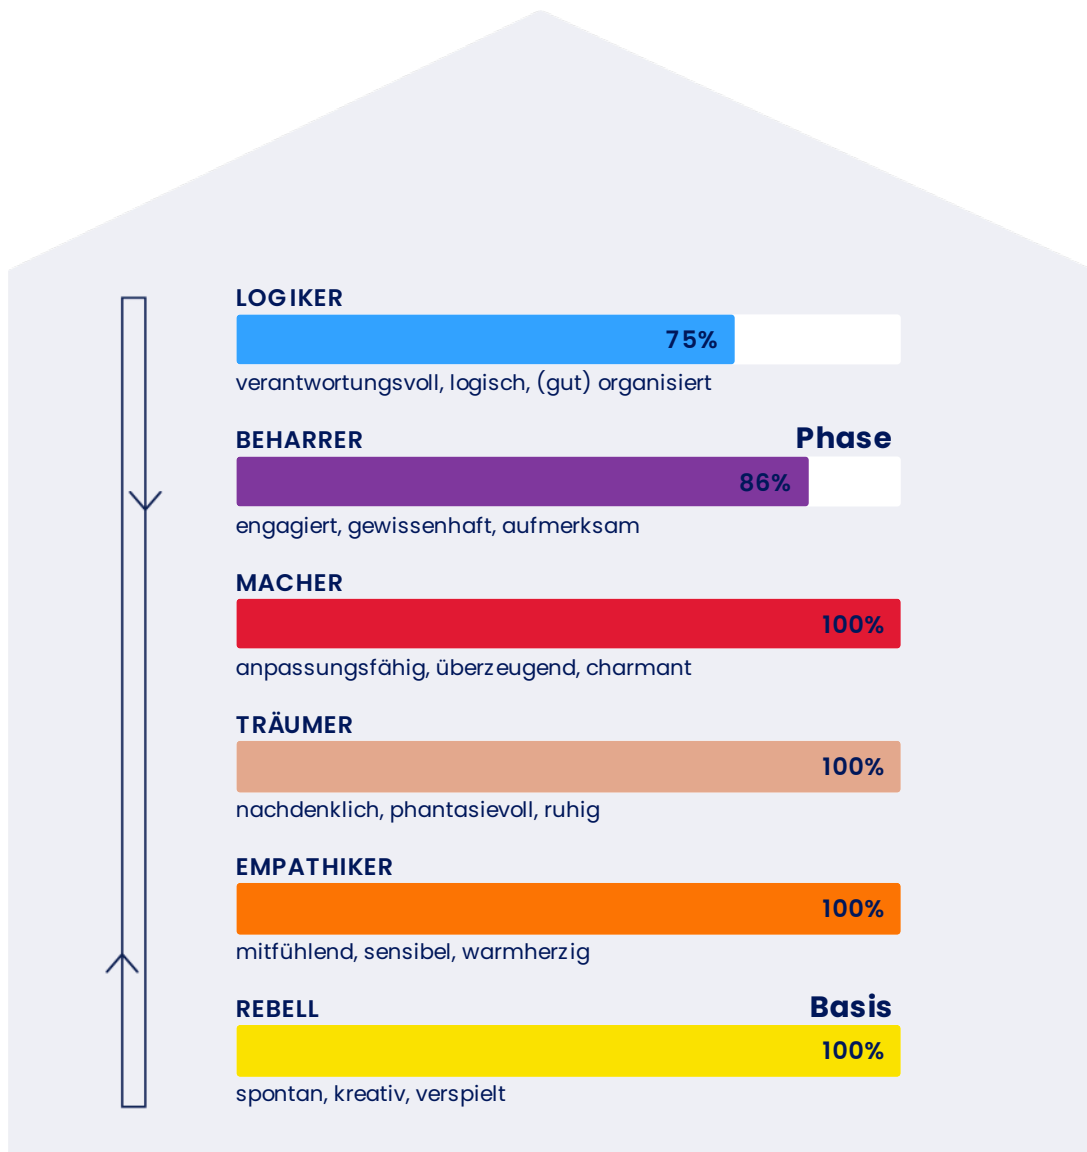 LOGIKER
75%
verantwortungsvoll, logisch, (gut) organisiert
BEHARRER
Phase
86%
engagiert, gewissenhaft, aufmerksam
MACHER
100%
anpassungsfähig, überzeugend, charmant
TRÄUMER
100%
nachdenklich, phantasievoll, ruhig
EMPATHIKER
100%
mitfühlend, sensibel, warmherzig
REBELL
Basis
100%
spontan, kreativ, verspielt